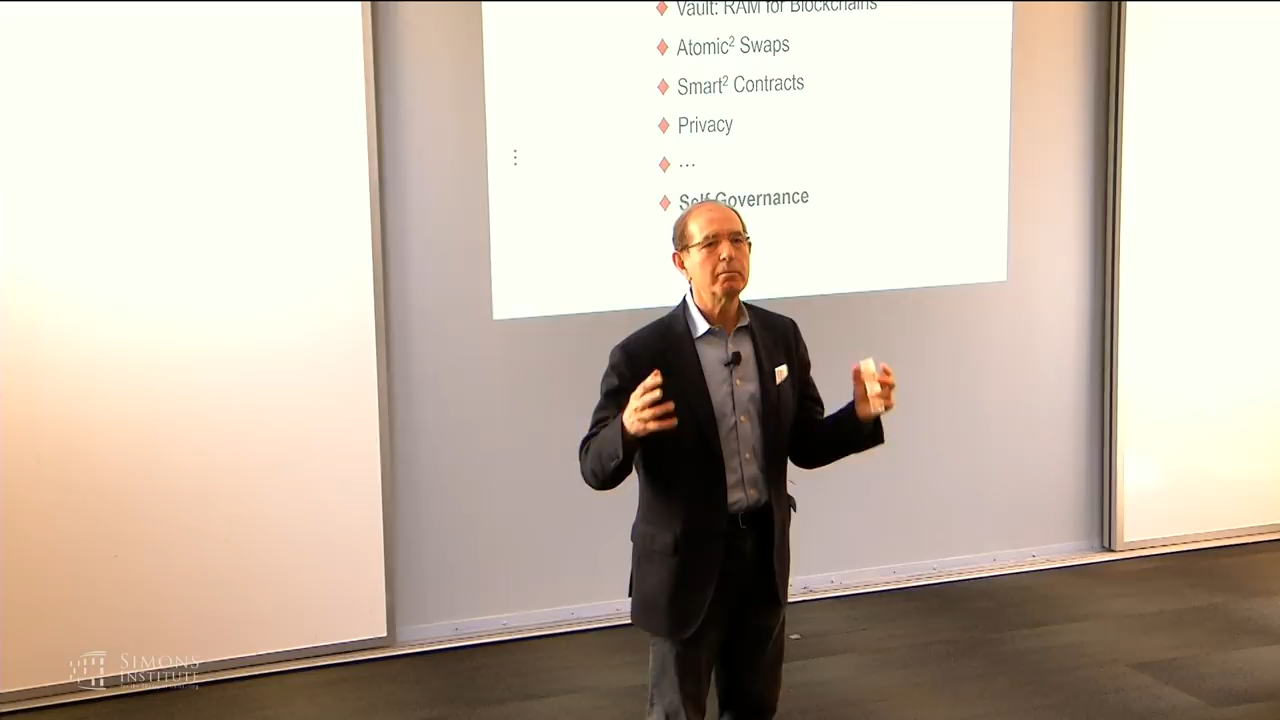 Vault: RAM for Blockchains
Atomic² Swaps
Smart² Contracts
Privacy
...
Self Governance
SIMONS
INSTITUTE